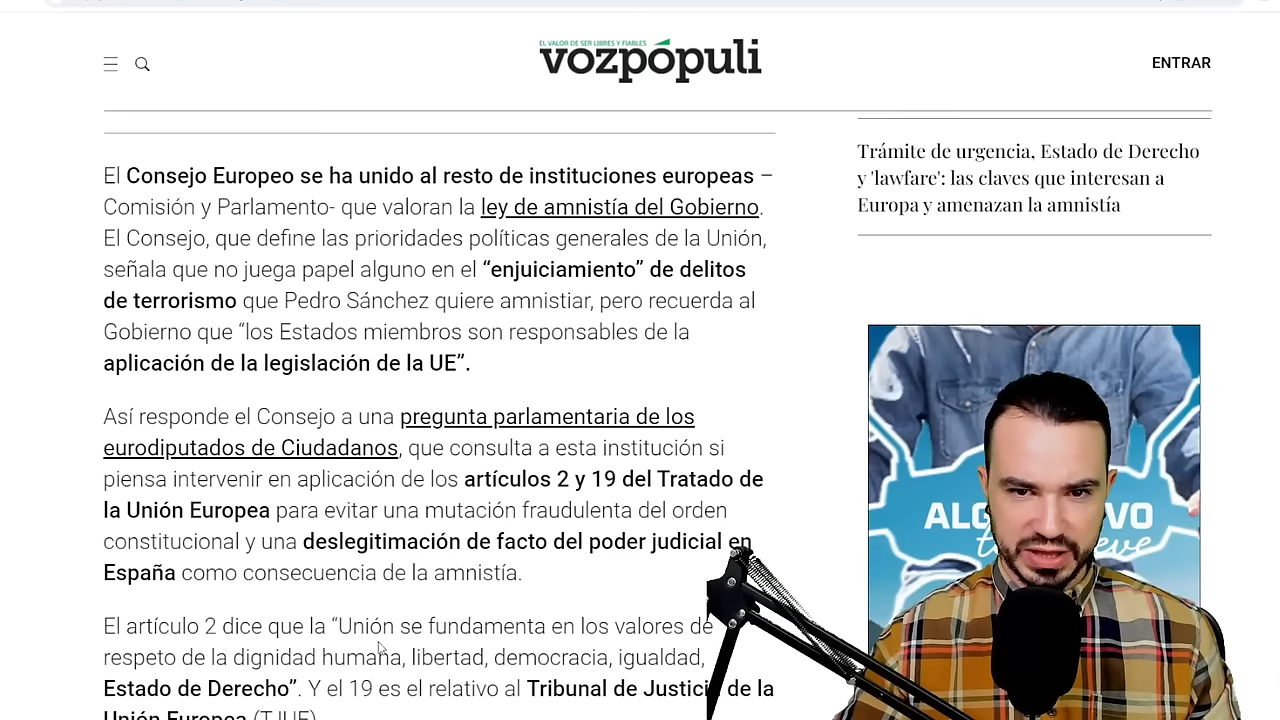 EL VALOR DE SER LIBRES Y FIABLES
vozpópuli
ENTRAR
El Consejo Europeo se ha unido al resto de instituciones europeas –
Comisión y Parlamento- que valoran la ley de amnistía del Gobierno.
El Consejo, que define las prioridades políticas generales de la Unión,
señala que no juega papel alguno en el “enjuiciamiento” de delitos
de terrorismo que Pedro Sánchez quiere amnistiar, pero recuerda al
Gobierno que “los Estados miembros son responsables de la
aplicación de la legislación de la UE”.
Así responde el Consejo a una pregunta parlamentaria de los
eurodiputados de Ciudadanos, que consulta a esta institución si
piensa intervenir en aplicación de los artículos 2 y 19 del Tratado de
la Unión Europea para evitar una mutación fraudulenta del orden
constitucional y una deslegitimación de facto del poder judicial en
España como consecuencia de la amnistía.
El artículo 2 dice que la “Unión se fundamenta en los valores de
respeto de la dignidad humana, libertad, democracia, igualdad,
Estado de Derecho”. Y el 19 es el relativo al Tribunal de Justicia de la
Unión Europea (TJUE)
Trámite de urgencia, Estado de Derecho
y 'lawfare': las claves que interesan a
Europa y amenazan la amnistía